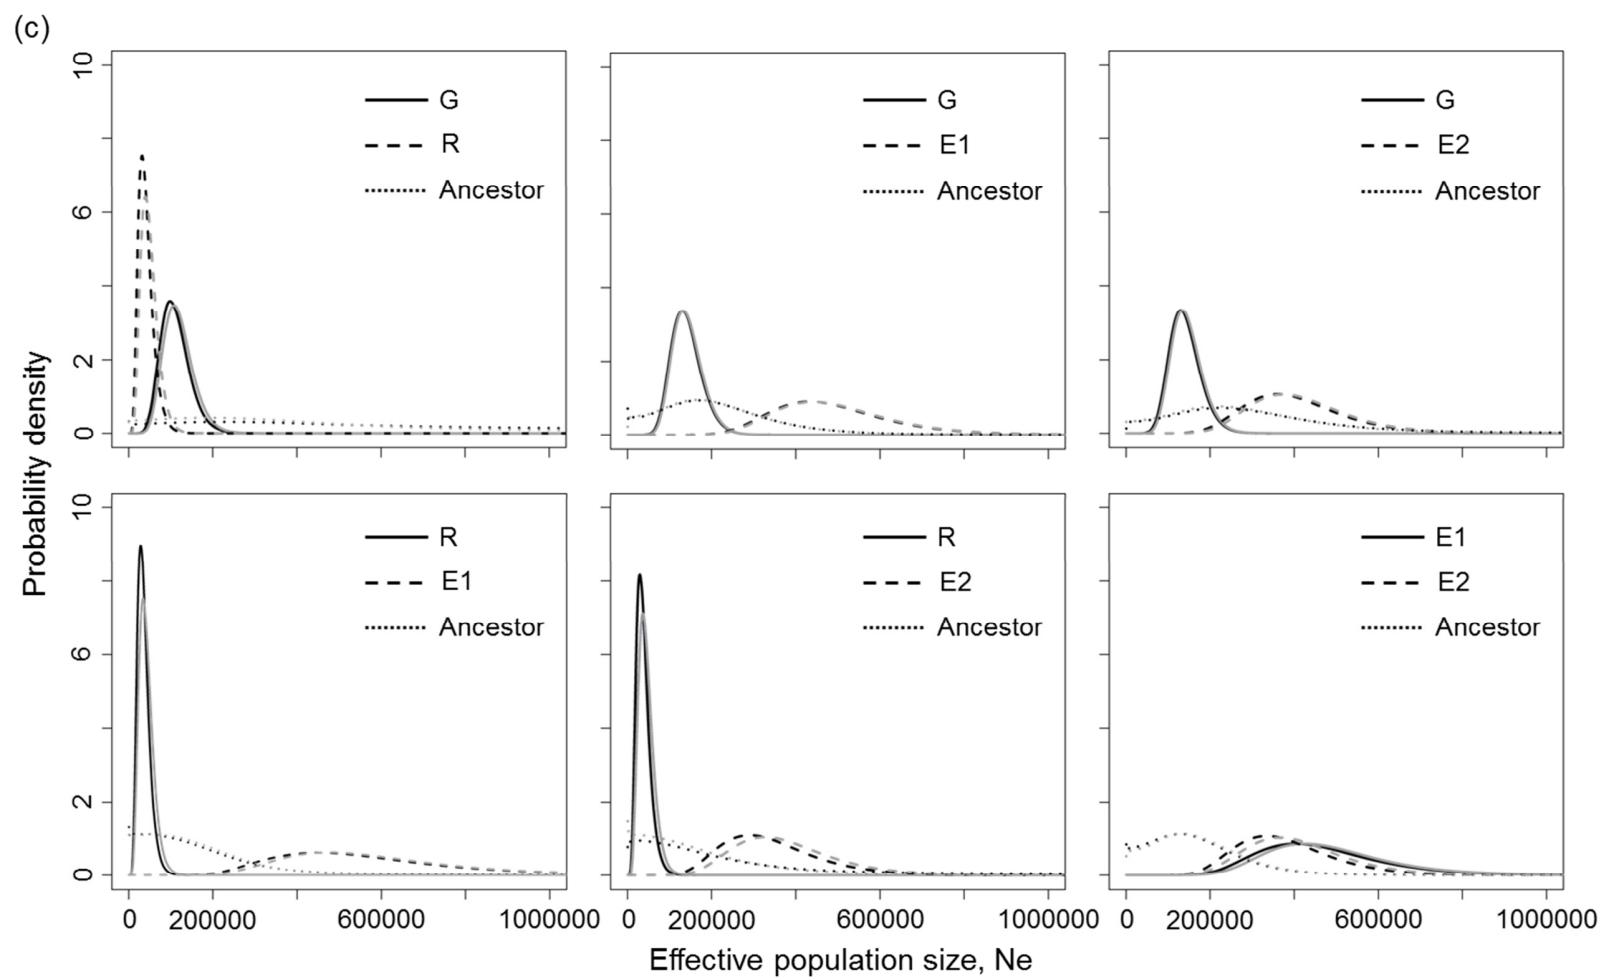 (c)
Probability density
10
6
2
0
G
R
Ancestor
G
E1
Ancestor
G
E2
Ancestor
10
6
2
0
R
E1
Ancestor
R
E2
Ancestor
E1
E2
Ancestor
0 200000 600000 1000000
0 200000 600000 1000000
0 200000 600000 1000000
Effective population size, Ne